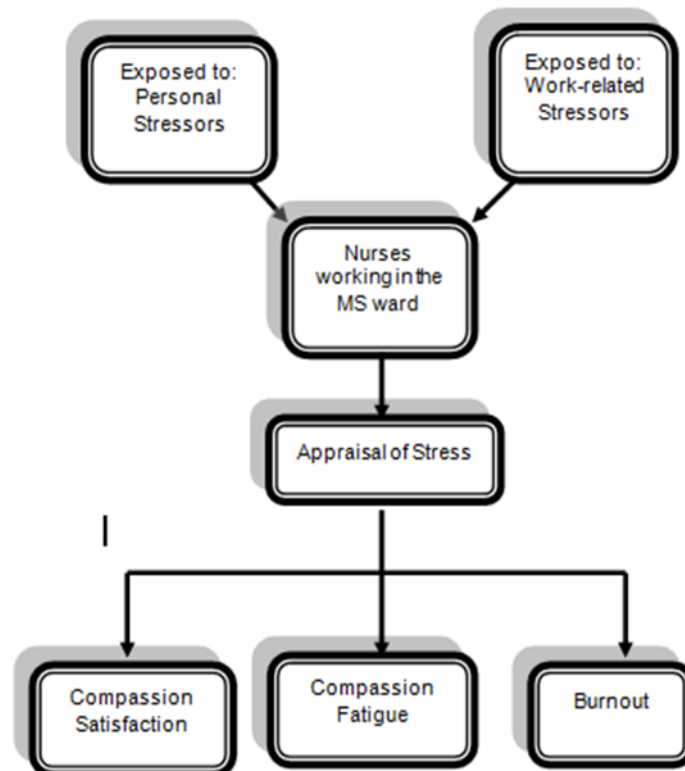 Exposed to:
Personal
Stressors
Exposed to:
Work-related
Stressors
Nurses
working in the
MS ward
Appraisal of Stress
Compassion
Satisfaction
Compassion
Fatigue
Burnout